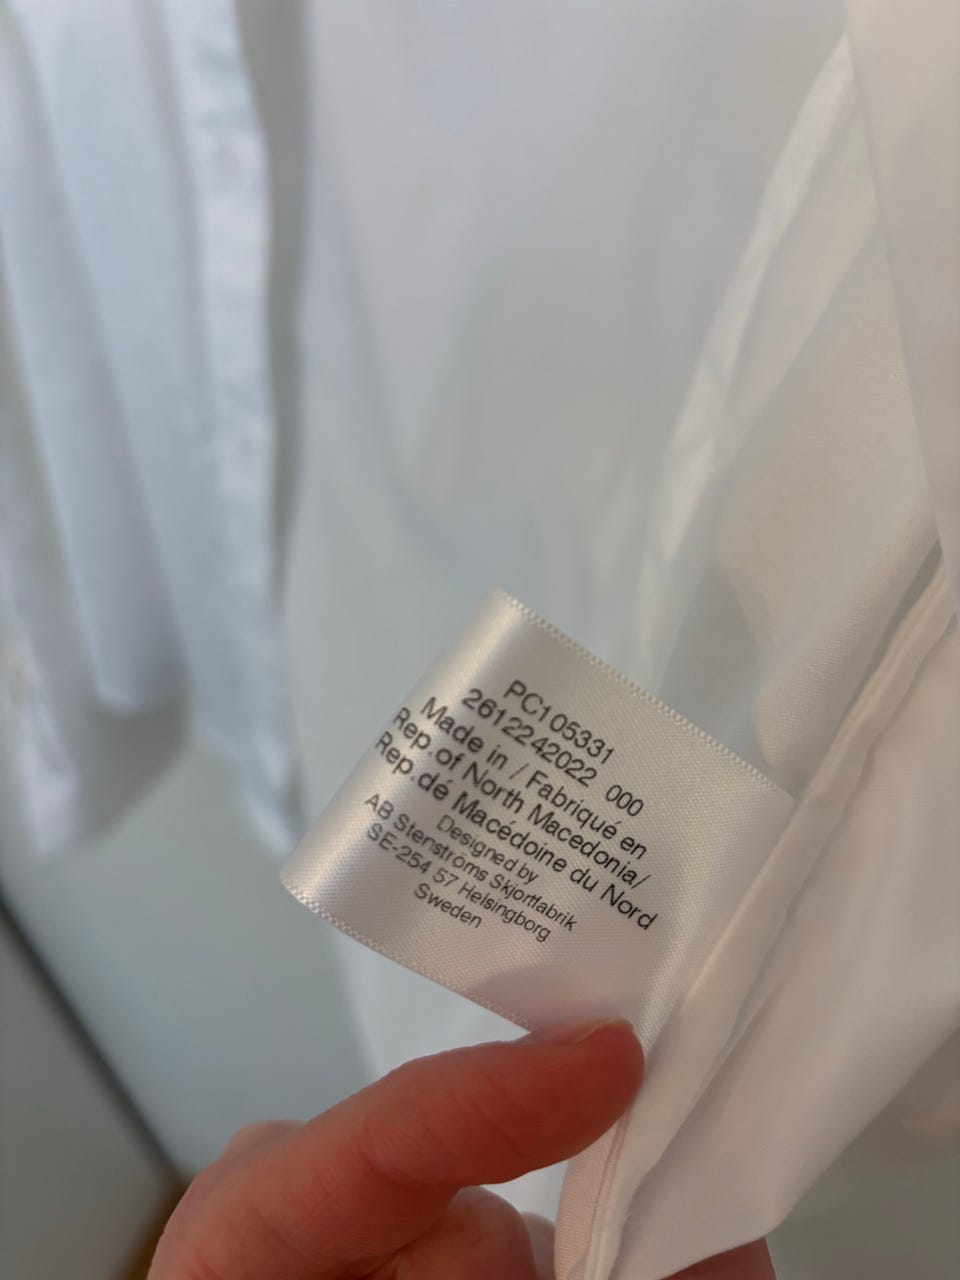 PC105331
2612242022 000
Made in / Fabriqué en
Rep.of North Macedonia/
Rep.dé Macédoine du Nord
Designed by
AB Stenströms Skjortfabrik
SE-254 57 Helsingborg
Sweden